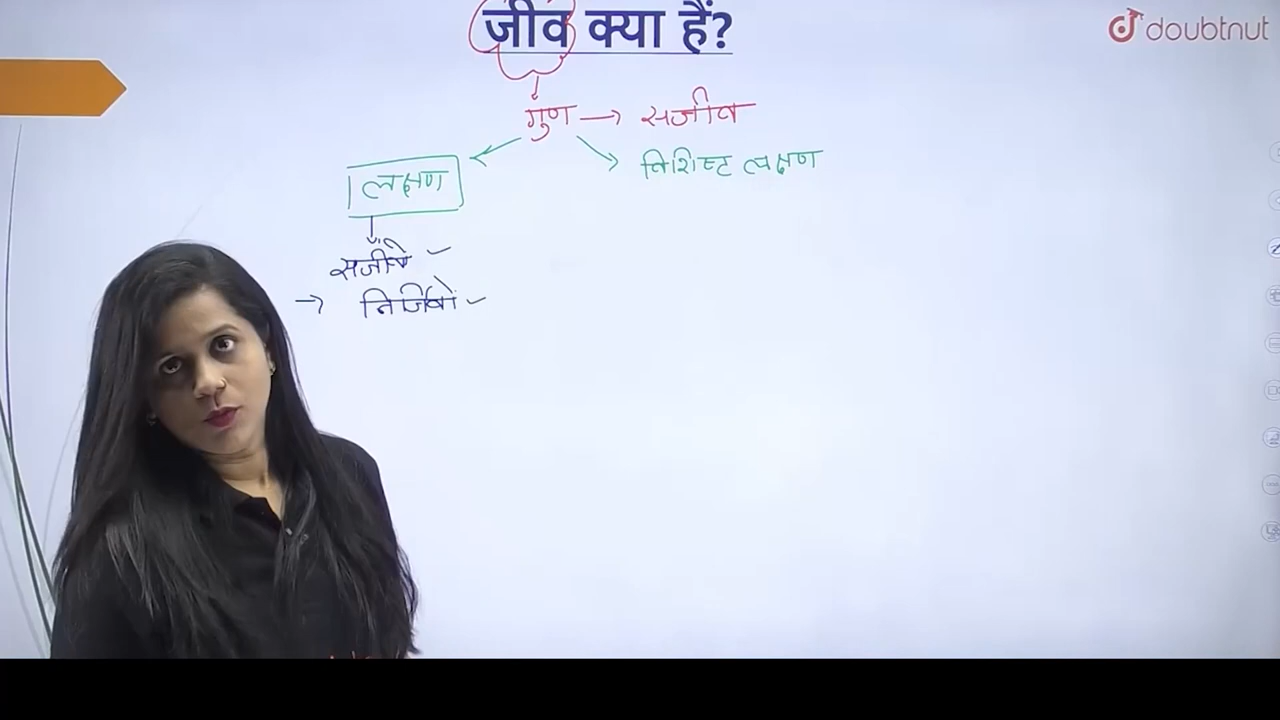 जीव क्या हैं?
doubtnut
गुण → सजीव
लक्षण
विशिष्ट लक्षण
सजीवों
→ निर्जिवों